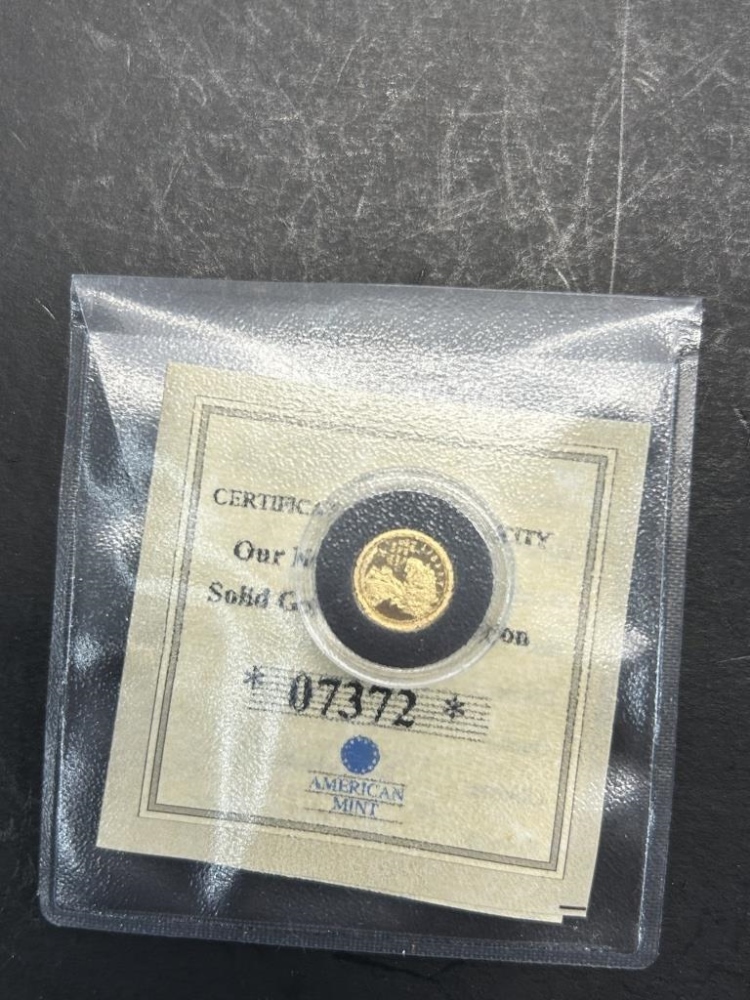 CERTIFICA CITY
Our N
Solid G on
* 07372 *
AMERICAN
MINT